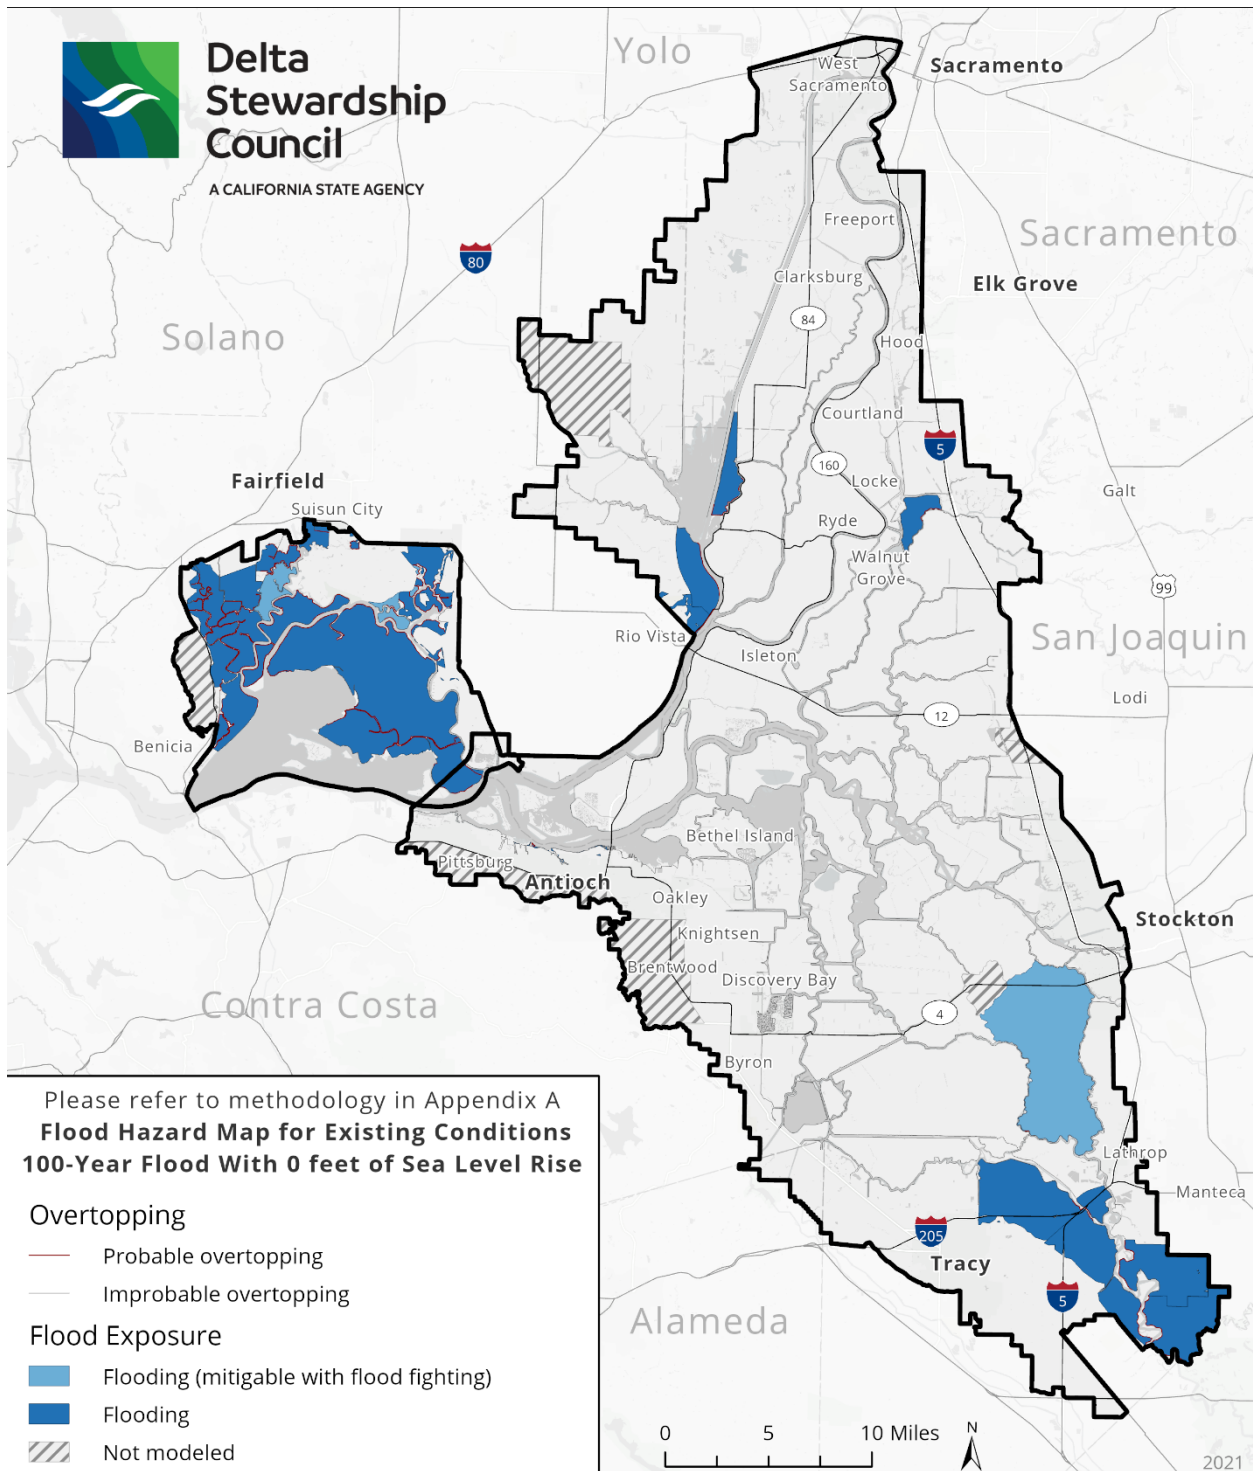 Delta
Stewardship
Council
A CALIFORNIA STATE AGENCY
Yolo
West
Sacramento
Sacramento
Freeport
Sacramento
80
Clarksburg
Elk Grove
84
Solano
Hood
Courtland
5
160
Locke
Fairfield
Galt
Suisun City
Ryde
Walnut
Grove
99
Rio Vista
San Joaquin
Isleton
Lodi
12
Benicia
Bethel Island
Pittsburg
Antioch
Oakley
Stockton
Knightsen
Brentwood
Discovery Bay
Contra Costa
4
Byron
Lathrop
Manteca
205
Tracy
5
Alameda
Please refer to methodology in Appendix A
Flood Hazard Map for Existing Conditions
100-Year Flood With 0 feet of Sea Level Rise
Overtopping
Probable overtopping
Improbable overtopping
Flood Exposure
Flooding (mitigable with flood fighting)
Flooding
Not modeled
0 5 10 Miles
N
2021